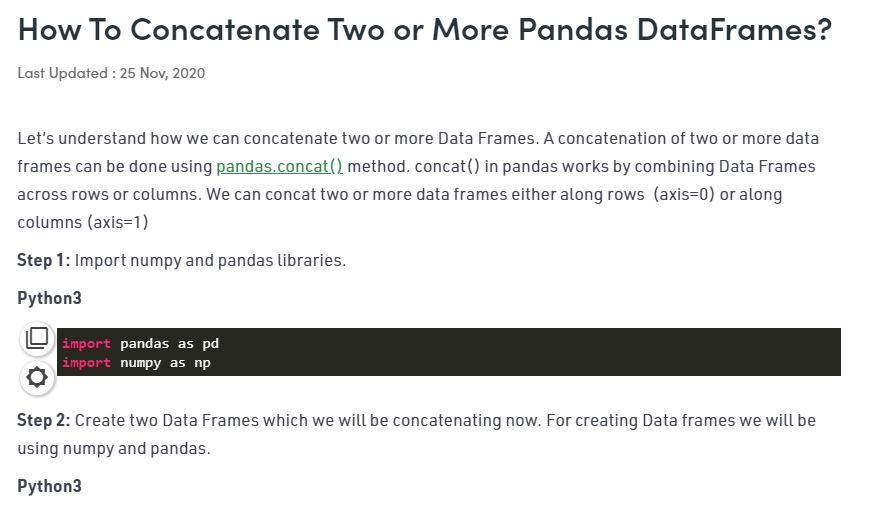 How To Concatenate Two or More Pandas DataFrames?
Last Updated : 25 Nov, 2020
Let's understand how we can concatenate two or more Data Frames. A concatenation of two or more data
frames can be done using pandas.concat() method. concat() in pandas works by combining Data Frames
across rows or columns. We can concat two or more data frames either along rows  (axis=0) or along
columns (axis=1)
Step 1: Import numpy and pandas libraries.
Python3
import pandas as pd
import numpy as np
Step 2: Create two Data Frames which we will be concatenating now. For creating Data frames we will be
using numpy and pandas.
Python3